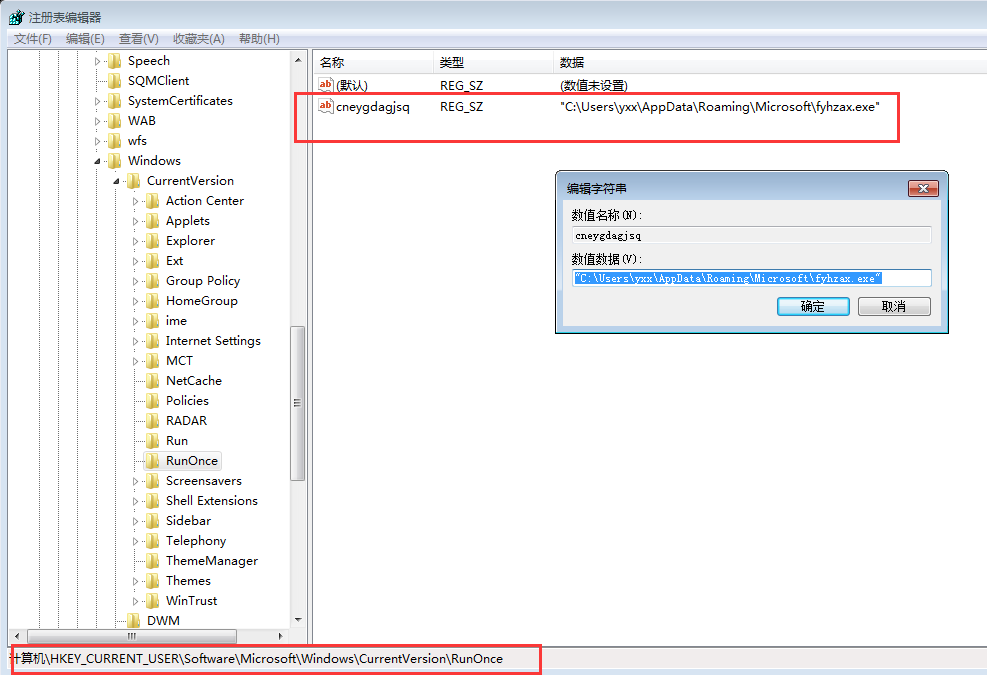 注册表编辑器
文件(F) 编辑(E) 查看(V) 收藏夹(A) 帮助(H)
Speech
SQMClient
SystemCertificates
WAB
wfs
Windows
CurrentVersion
Action Center
Applets
Explorer
Ext
Group Policy
HomeGroup
ime
Internet Settings
MCT
NetCache
Policies
RADAR
Run
RunOnce
Screensavers
Shell Extensions
Sidebar
Telephony
ThemeManager
Themes
WinTrust
DWM
名称 类型 数据
ab (默认) REG_SZ (数值未设置)
ab cneygdagjsq REG_SZ "C:\Users\yxx\AppData\Roaming\Microsoft\fyhzax.exe"
编辑字符串
数值名称(N):
cneygdagjsq
数值数据(V):
"C:\Users\yxx\AppData\Roaming\Microsoft\fyhzax.exe"
确定 取消
计算机\HKEY_CURRENT_USER\Software\Microsoft\Windows\CurrentVersion\RunOnce